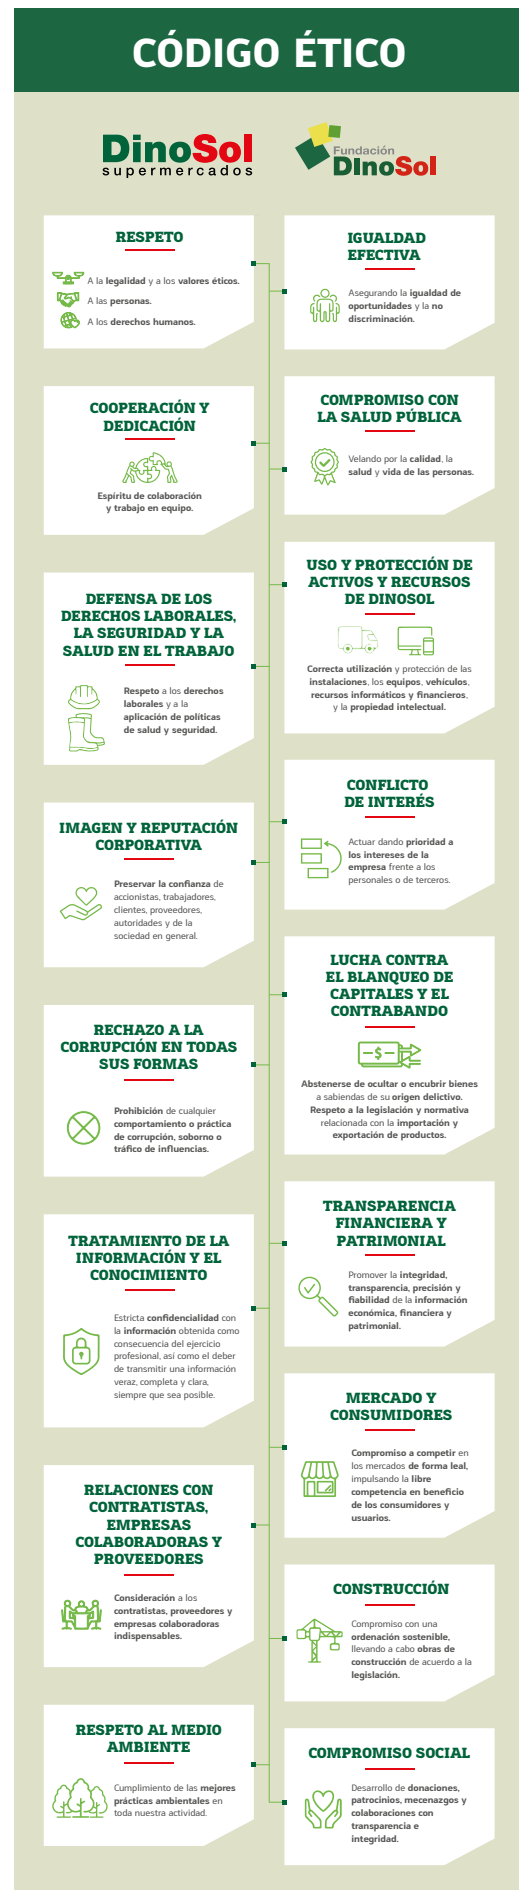 CÓDIGO ÉTICO
DinoSol
supermercados
Fundación
DInoSol
RESPETO
A la legalidad y a los valores éticos.
A las personas.
A los derechos humanos.
IGUALDAD
EFECTIVA
Asegurando la igualdad de
oportunidades y la no
discriminación.
COOPERACIÓN Y
DEDICACIÓN
Espíritu de colaboración
y trabajo en equipo.
COMPROMISO CON
LA SALUD PÚBLICA
Velando por la calidad, la
salud y vida de las personas.
DEFENSA DE LOS
DERECHOS LABORALES,
LA SEGURIDAD Y LA
SALUD EN EL TRABAJO
Respeto a los derechos
laborales y a la
aplicación de políticas
de salud y seguridad.
USO Y PROTECCIÓN DE
ACTIVOS Y RECURSOS
DE DINOSOL
Correcta utilización y protección de las
instalaciones, los equipos, vehículos,
recursos informáticos y financieros,
y la propiedad intelectual.
IMAGEN Y REPUTACIÓN
CORPORATIVA
Preservar la confianza de
accionistas, trabajadores,
clientes, proveedores,
autoridades y de la
sociedad en general.
CONFLICTO
DE INTERÉS
Actuar dando prioridad a
los intereses de la
empresa frente a los
personales o de terceros.
RECHAZO A LA
CORRUPCIÓN EN TODAS
SUS FORMAS
Prohibición de cualquier
comportamiento o práctica
de corrupción, soborno o
tráfico de influencias.
LUCHA CONTRA
EL BLANQUEO DE
CAPITALES Y EL
CONTRABANDO
-$-
Abstenerse de ocultar o encubrir bienes
a sabiendas de su origen delictivo.
Respeto a la legislación y normativa
relacionada con la importación y
exportación de productos.
TRATAMIENTO DE LA
INFORMACIÓN Y EL
CONOCIMIENTO
Estricta confidencialidad con
la información obtenida como
consecuencia del ejercicio
profesional, así como el deber
de transmitir una información
veraz, completa y clara,
siempre que sea posible.
TRANSPARENCIA
FINANCIERA Y
PATRIMONIAL
Promover la integridad,
transparencia, precisión y
fiabilidad de la información
económica, financiera y
patrimonial.
RELACIONES CON
CONTRATISTAS,
EMPRESAS
COLABORADORAS Y
PROVEEDORES
Consideración a los
contratistas, proveedores y
empresas colaboradoras
indispensables.
MERCADO Y
CONSUMIDORES
Compromiso a competir en
los mercados de forma leal,
impulsando la libre
competencia en beneficio
de los consumidores y
usuarios.
CONSTRUCCIÓN
Compromiso con una
ordenación sostenible,
llevando a cabo obras de
construcción de acuerdo a la
legislación.
RESPETO AL MEDIO
AMBIENTE
Cumplimiento de las mejores
prácticas ambientales en
toda nuestra actividad.
COMPROMISO SOCIAL
Desarrollo de donaciones,
patrocinios, mecenazgos y
colaboraciones con
transparencia e
integridad.